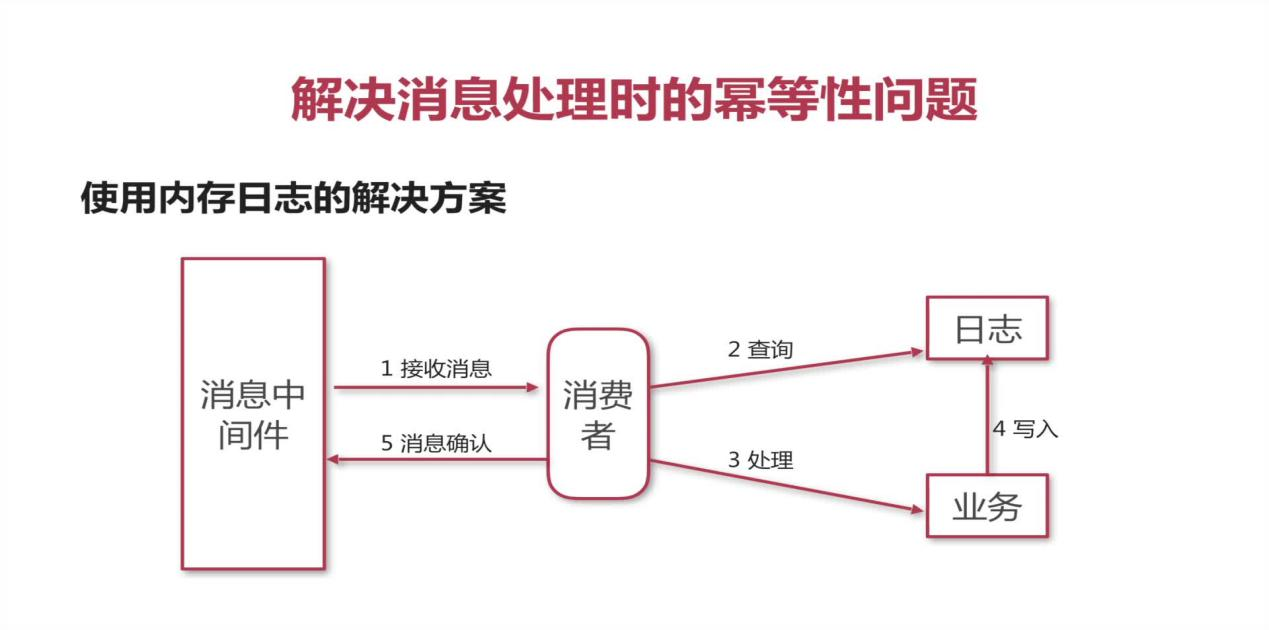 解决消息处理时的幂等性问题
使用内存日志的解决方案
消息中
间件
1 接收消息
5 消息确认
消费
者
2 查询
3 处理
日志
4 写入
业务